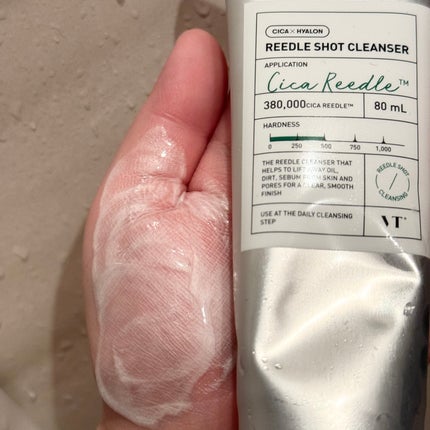 CICA × HYALON
REEDLE SHOT CLEANSER
APPLICATION
Cica Reedle™
380,000 CICA REEDLE™ 80 mL
HARDNESS
0 250 500 750 1,000
THE REEDLE CLEANSER THAT
HELPS TO LIFT AWAY OIL,
DIRT, SEBUM FROM SKIN AND
PORES FOR A CLEAR, SMOOTH
FINISH
REEDLE SHOT
CLEANSING
USE AT THE DAILY CLEANSING
STEP
VT